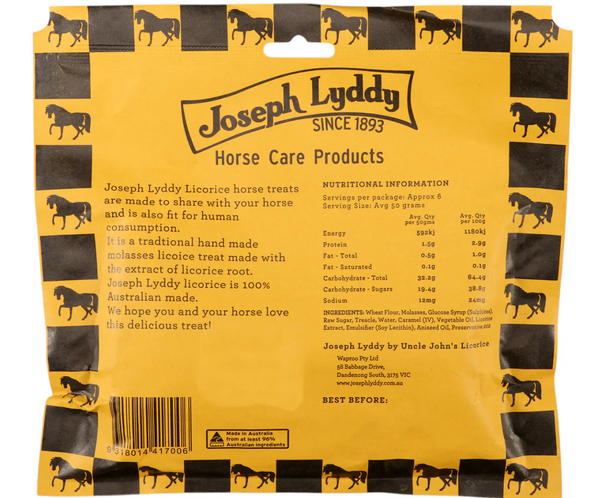 Joseph Lyddy
SINCE 1893
Horse Care Products
Joseph Lyddy Licorice horse treats
are made to share with your horse
and is also fit for human
consumption.
It is a tradtional hand made
molasses licoice treat made with
the extract of licorice root.
Joseph Lyddy licorice is 100%
Australian made.
We hope you and your horse love
this delicious treat!
NUTRITIONAL INFORMATION
Servings per package: Approx 6
Serving Size: Avg 50 grams
Avg. Qty Avg. Qty
per 50gms per 100g
Energy 592kj 1180kj
Protein 1.5g 2.9g
Fat - Total 0.5g 1.0g
Fat - Saturated 0.1g 0.1g
Carbohydrate - Total 32.2g 64.4g
Carbohydrate - Sugars 19.4g 38.8g
Sodium 12mg 24mg
INGREDIENTS: Wheat Flour, Molasses, Glucose Syrup (Sulphites),
Raw Sugar, Treacle, Water, Caramel (IV), Vegetable Oil, Licorice
Extract, Emulsifier (Soy Lecithin), Aniseed Oil, Preservative 202
Joseph Lyddy by Uncle John's Licorice
Waproo Pty Ltd
58 Babbage Drive,
Dandenong South, 3175 VIC
www.josephlyddy.com.au
BEST BEFORE:
Made in Australia
from at least 96%
Australian ingredients
9 318014 417006